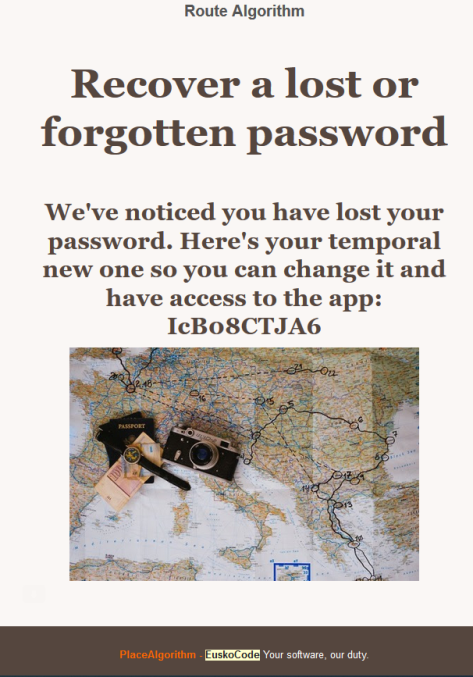 Route Algorithm
Recover a lost or
forgotten password
We've noticed you have lost your
password. Here's your temporal
new one so you can change it and
have access to the app:
IcBo8CTJA6
PASSPORT
PlaceAlgorithm - EuskoCode Your software, our duty.